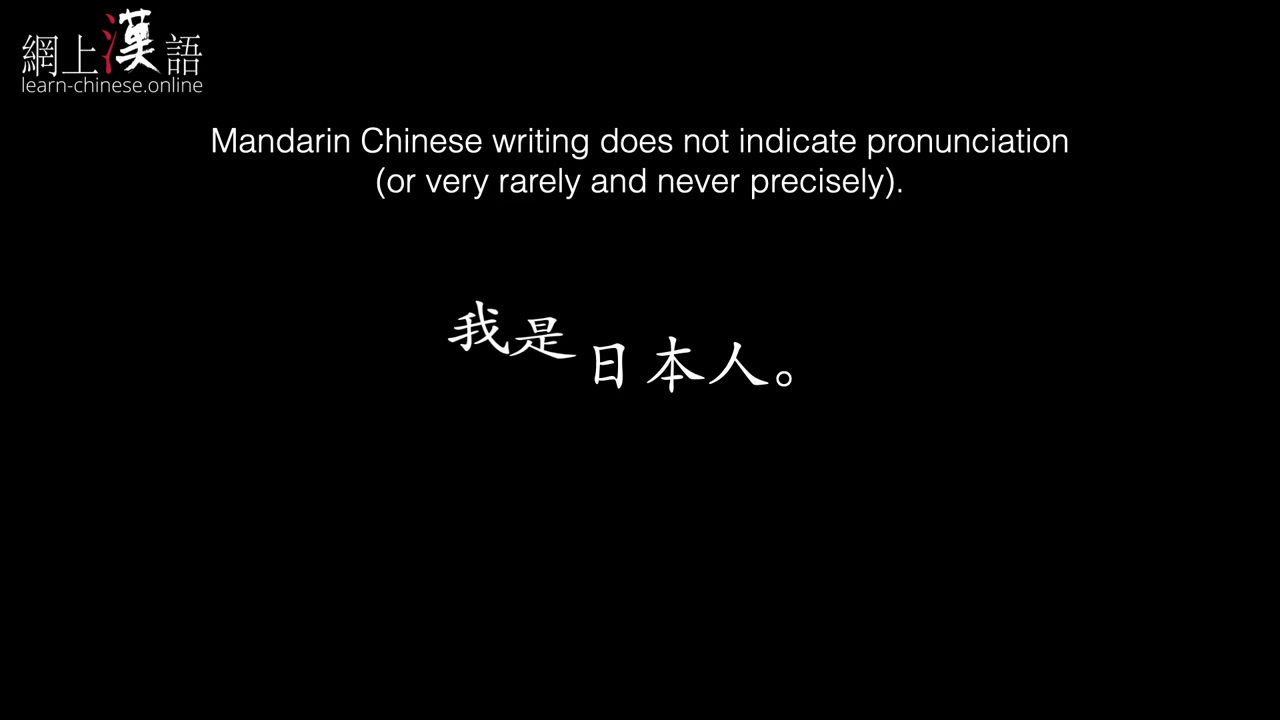 網上漢語
learn-chinese.online
Mandarin Chinese writing does not indicate pronunciation
(or very rarely and never precisely).
我是日本人。